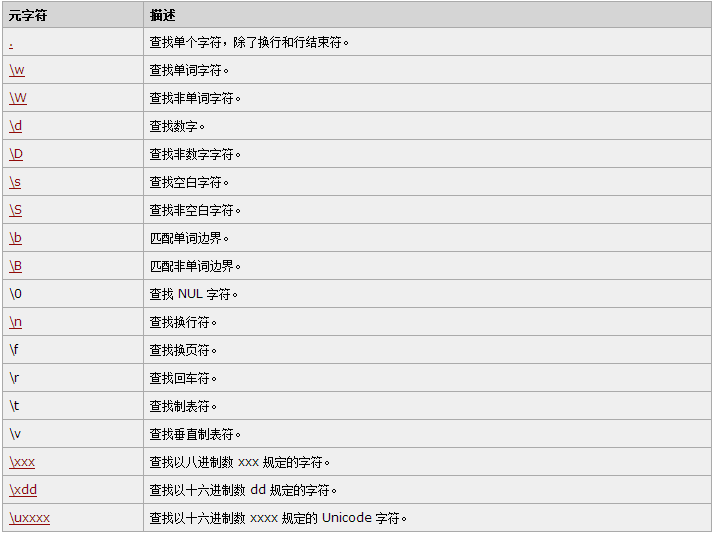 元字符 描述
. 查找单个字符，除了换行和行结束符。
\w 查找单词字符。
\W 查找非单词字符。
\d 查找数字。
\D 查找非数字字符。
\s 查找空白字符。
\S 查找非空白字符。
\b 匹配单词边界。
\B 匹配非单词边界。
\0 查找 NUL 字符。
\n 查找换行符。
\f 查找换页符。
\r 查找回车符。
\t 查找制表符。
\v 查找垂直制表符。
\xxx 查找以八进制数 xxx 规定的字符。
\xdd 查找以十六进制数 dd 规定的字符。
\uxxxx 查找以十六进制数 xxxx 规定的 Unicode 字符。